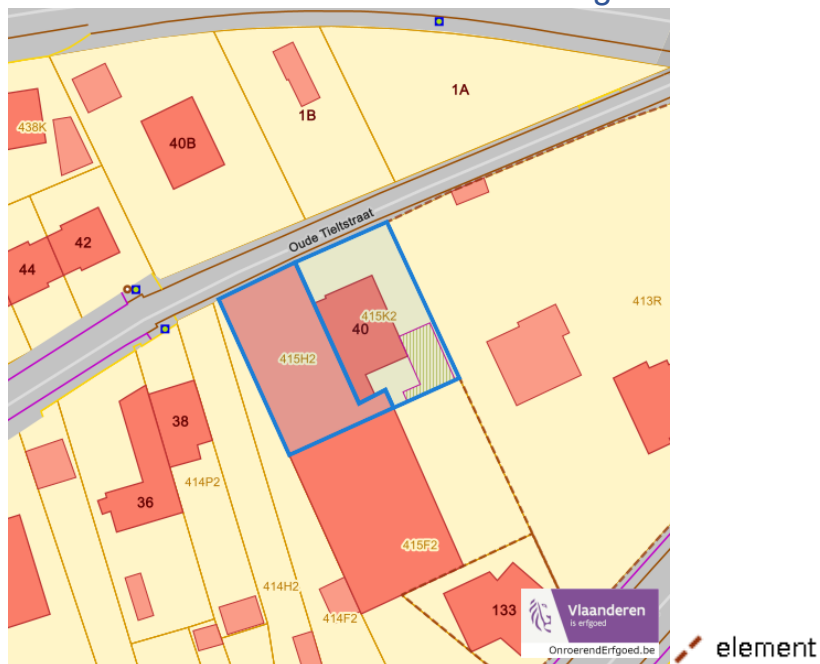 1A
1B
438K
40B
Oude Tieltstraat
42
44
413R
415K2
40
415H2
38
414P2
36
415F2
414H2
133
414F2
Vlaanderen
is erfgoed
OnroerendErfgoed.be
element